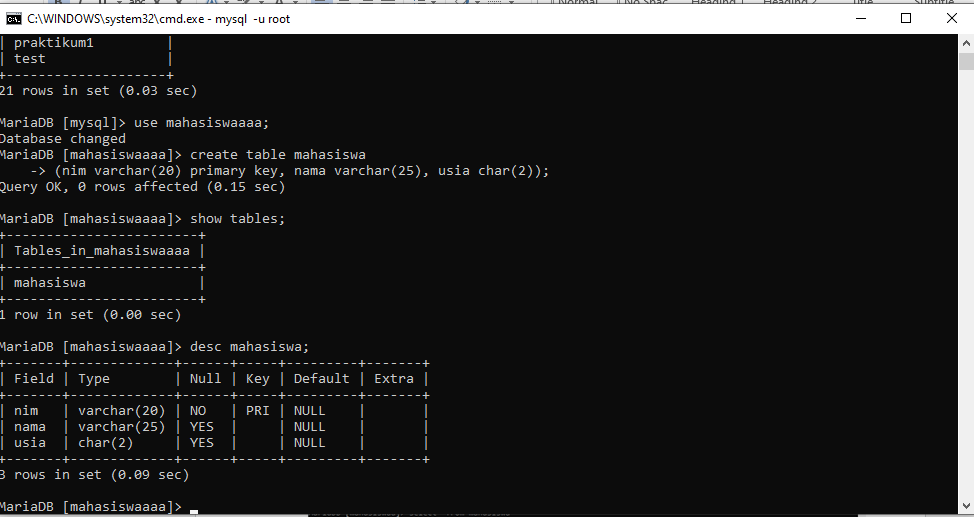 C:\WINDOWS\system32\cmd.exe - mysql -u root
| praktikum1         |
| test               |
+--------------------+
21 rows in set (0.03 sec)
MariaDB [mysql]> use mahasiswaaaa;
Database changed
MariaDB [mahasiswaaaa]> create table mahasiswa
    -> (nim varchar(20) primary key, nama varchar(25), usia char(2));
Query OK, 0 rows affected (0.15 sec)
MariaDB [mahasiswaaaa]> show tables;
+------------------------+
| Tables_in_mahasiswaaaa |
+------------------------+
| mahasiswa              |
+------------------------+
1 row in set (0.00 sec)
MariaDB [mahasiswaaaa]> desc mahasiswa;
+-------+-------------+------+-----+---------+-------+
| Field | Type        | Null | Key | Default | Extra |
+-------+-------------+------+-----+---------+-------+
| nim   | varchar(20) | NO   | PRI | NULL    |       |
| nama  | varchar(25) | YES  |     | NULL    |       |
| usia  | char(2)     | YES  |     | NULL    |       |
+-------+-------------+------+-----+---------+-------+
3 rows in set (0.09 sec)
MariaDB [mahasiswaaaa]> _